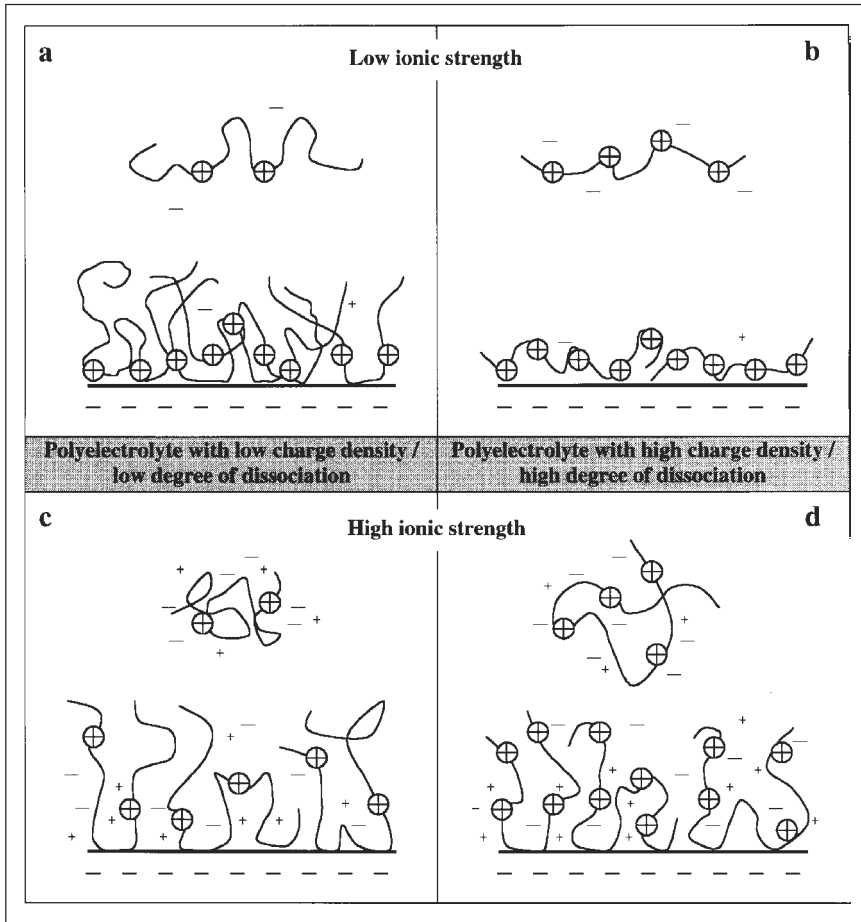 a
b
Low ionic strength
Polyelectrolyte with low charge density /
low degree of dissociation
Polyelectrolyte with high charge density /
high degree of dissociation
c
d
High ionic strength